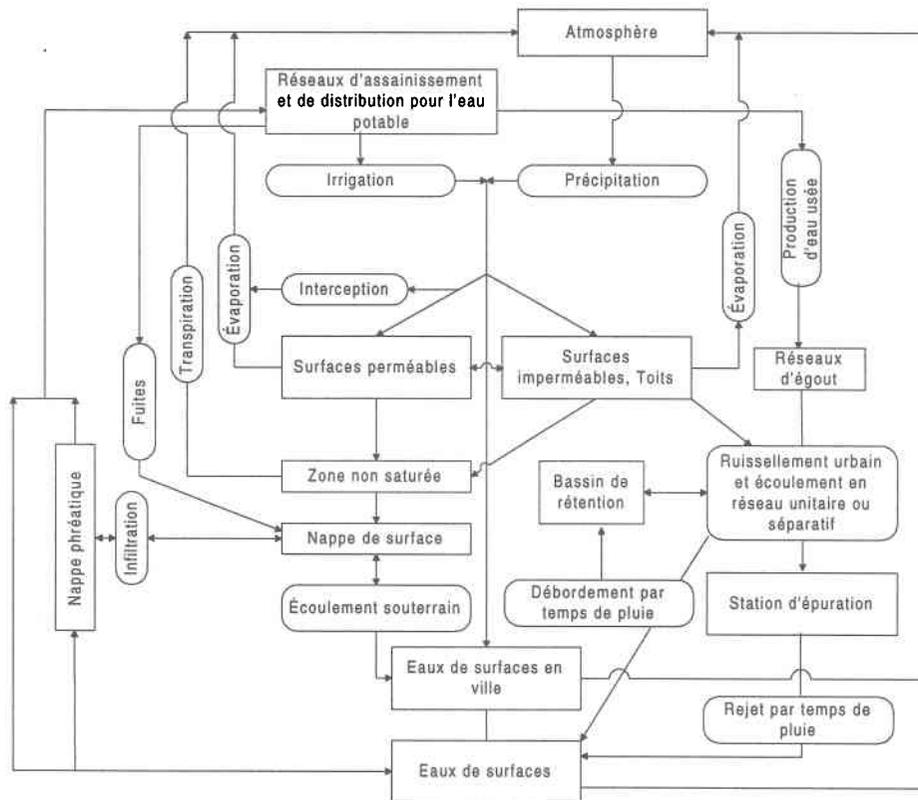 Atmosphère
Réseaux d'assainissement
et de distribution pour l'eau
potable
Irrigation
Précipitation
Production
d'eau usée
Évaporation
Évaporation
Transpiration
Interception
Surfaces perméables
Surfaces
imperméables, Toits
Réseaux
d'égout
Fuites
Zone non saturée
Bassin de
rétention
Ruissellement urbain
et écoulement en
réseau unitaire ou
séparatif
Nappe phréatique
Infiltration
Nappe de surface
Écoulement souterrain
Débordement par
temps de pluie
Station d'épuration
Eaux de surfaces en
ville
Rejet par temps de
pluie
Eaux de surfaces